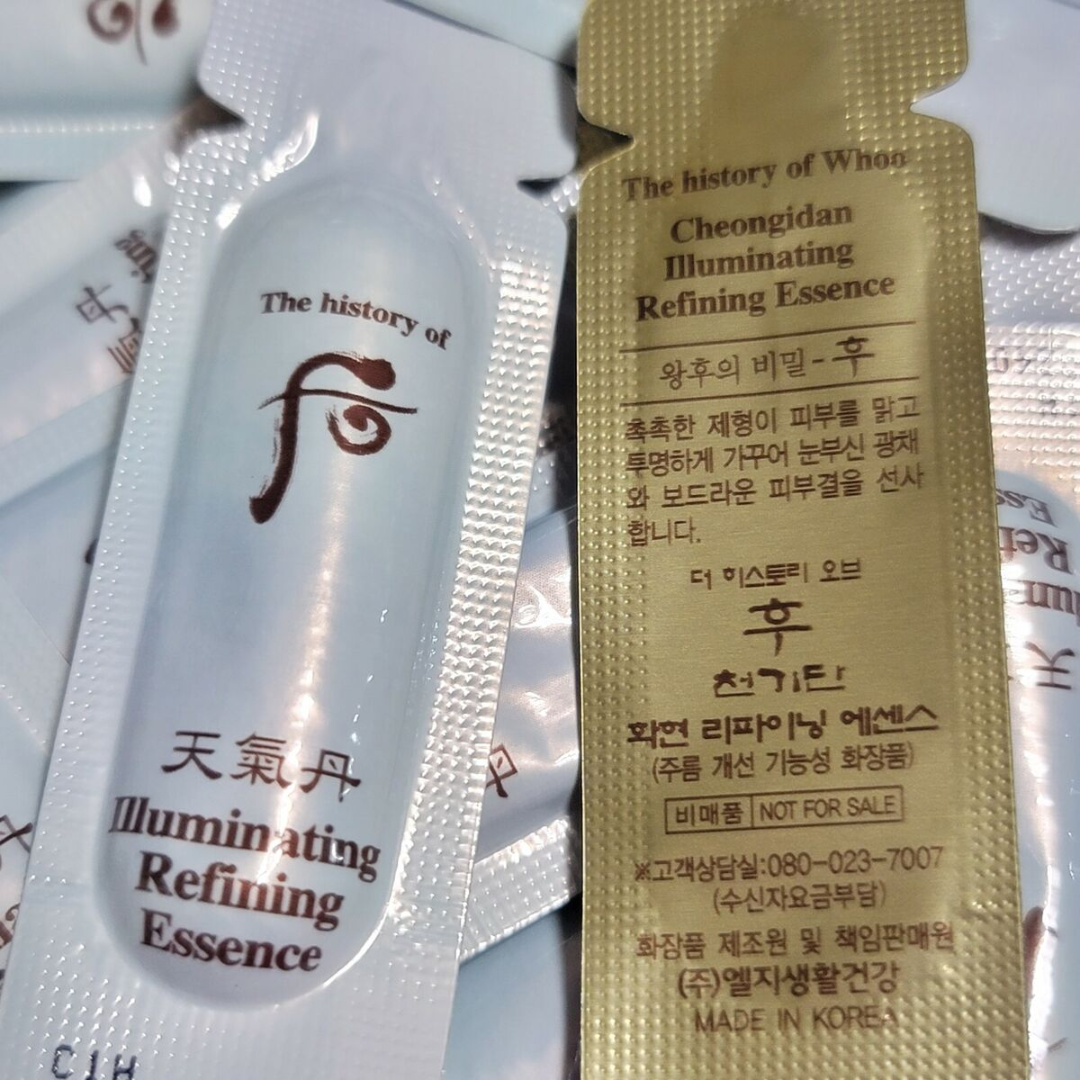 The history of
后
天氣丹
Illuminating
Refining
Essence
C1H
The history of Whoo
Cheongidan
Illuminating
Refining Essence
왕후의 비밀-후
촉촉한 제형이 피부를 맑고
투명하게 가꾸어 눈부신 광채
와 보드라운 피부결을 선사
합니다.
더 히스토리 오브
후
천기단
화현 리파이닝 에센스
(주름 개선 기능성 화장품)
비매품 NOT FOR SALE
※고객상담실:080-023-7007
(수신자요금부담)
화장품 제조원 및 책임판매원
(주)엘지생활건강
MADE IN KOREA
丹
天